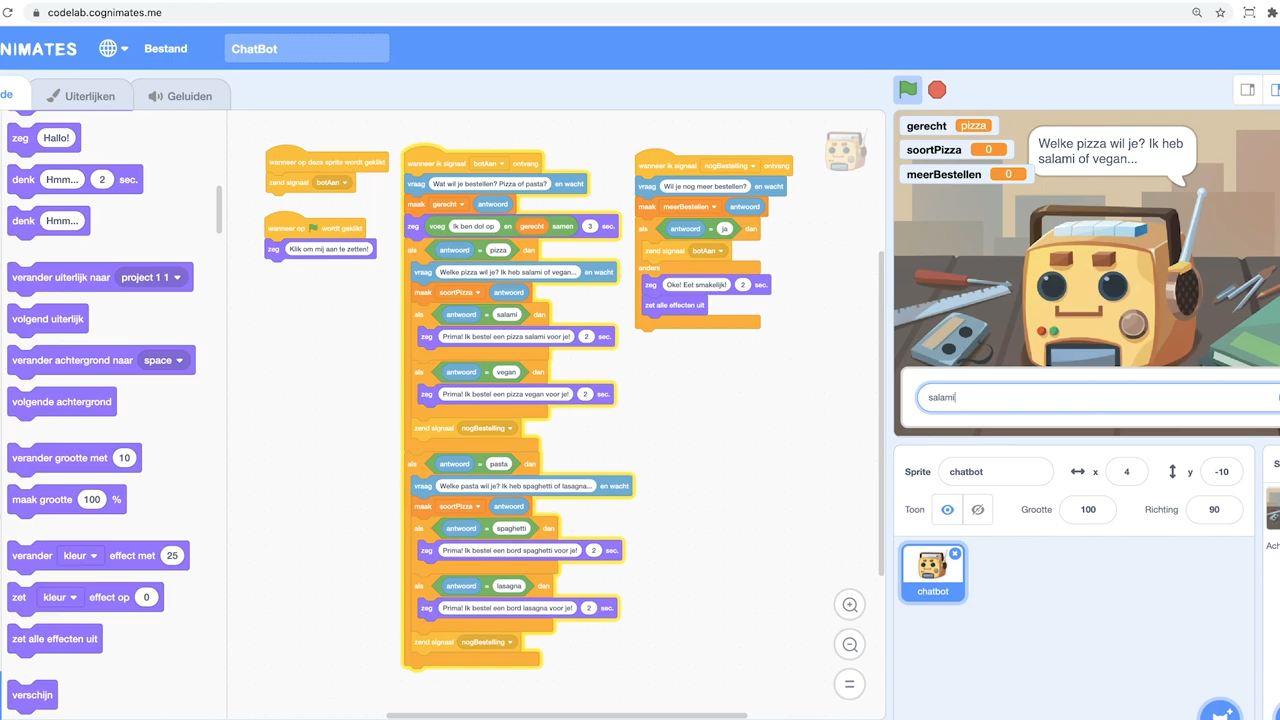 codelab.cognimates.me
NIMATES
Bestand
ChatBot
de
Uiterlijken
Geluiden
zeg Hallo!
denk Hmm... 2 sec.
denk Hmm...
verander uiterlijk naar project 1 1
volgend uiterlijk
verander achtergrond naar space
volgende achtergrond
verander grootte met 10
maak grootte 100 %
verander kleur effect met 25
zet kleur effect op 0
zet alle effecten uit
verschijn
wanneer op deze sprite wordt geklikt
zend signaal botAan
wanneer op wordt geklikt
zeg Klik om mij aan te zetten!
wanneer ik signaal botAan ontvang
vraag Wat wil je bestellen? Pizza of pasta? en wacht
maak gerecht antwoord
zeg voeg Ik ben dol op en gerecht samen 3 sec.
als antwoord = pizza dan
vraag Welke pizza wil je? Ik heb salami of vegan... en wacht
maak soortPizza antwoord
als antwoord = salami dan
zeg Prima! Ik bestel een pizza salami voor je! 2 sec.
als antwoord = vegan dan
zeg Prima! Ik bestel een pizza vegan voor je! 2 sec.
zend signaal nogBestelling
als antwoord = pasta dan
vraag Welke pasta wil je? Ik heb spaghetti of lasagna... en wacht
maak soortPizza antwoord
als antwoord = spaghetti dan
zeg Prima! Ik bestel een bord spaghetti voor je! 2 sec.
als antwoord = lasagna dan
zeg Prima! Ik bestel een bord lasagna voor je! 2 sec.
zend signaal nogBestelling
wanneer ik signaal nogBestelling ontvang
vraag Wil je nog meer bestellen? en wacht
maak meerBestellen antwoord
als antwoord = ja dan
zend signaal botAan
anders
zeg Oke! Eet smakelijk! 2 sec.
zet alle effecten uit
gerecht pizza
soortPizza 0
meerBestellen 0
Welke pizza wil je? Ik heb
salami of vegan...
salami
Sprite chatbot x 4 y -10
Toon Grootte 100 Richting 90
chatbot
S
Ach